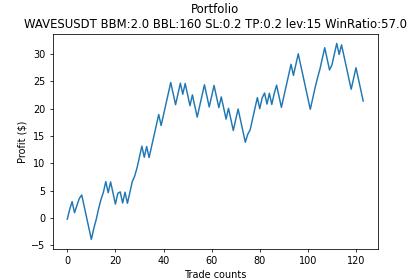 Portfolio
WAVESUSDT BBM:2.0 BBL:160 SL:0.2 TP:0.2 lev:15 WinRatio:57.0
Profit ($)
30
25
20
15
10
5
0
−5
0 20 40 60 80 100 120
Trade counts